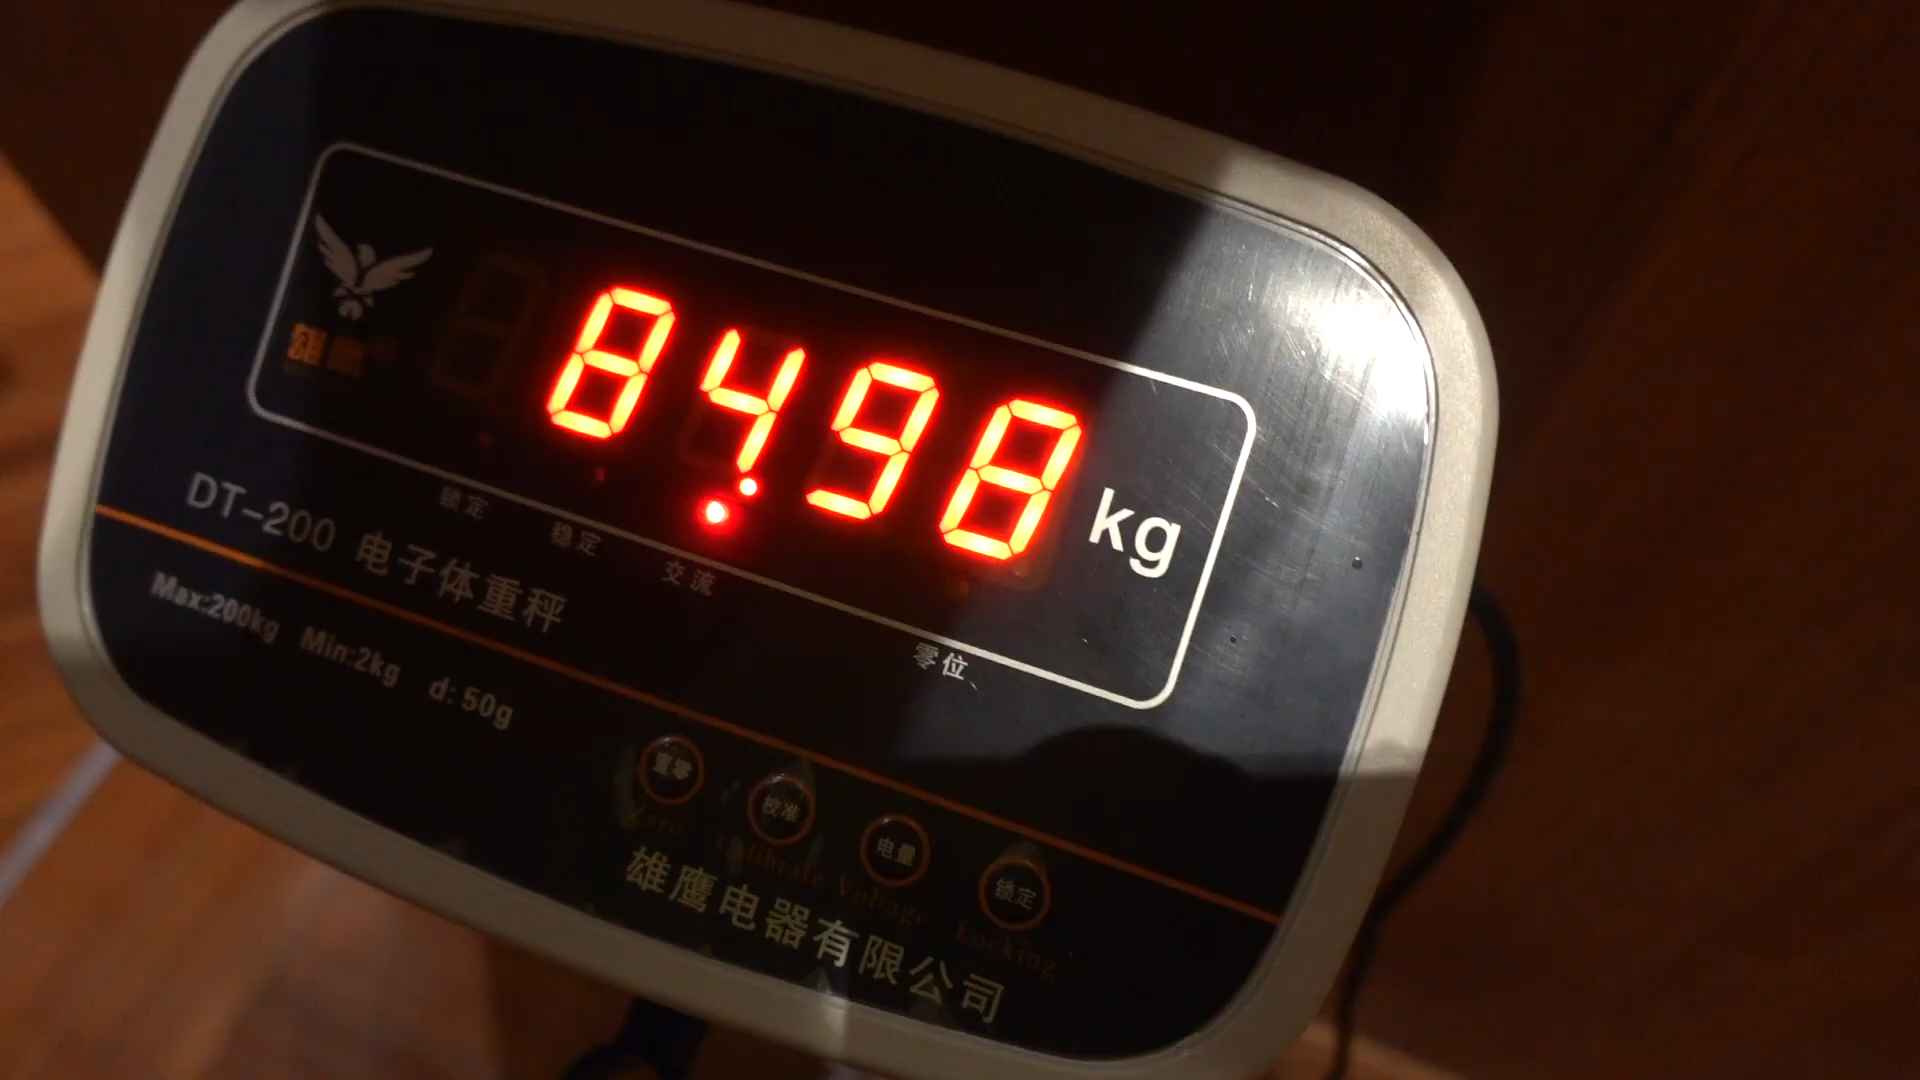 雄鹰
84.98 kg
锁定 稳定 交流 零位
DT-200 电子体重秤
Max:200kg Min:2kg d:50g
重零 校准 电量 锁定
Zero Calibrate Voltage Locking
雄鹰电器有限公司